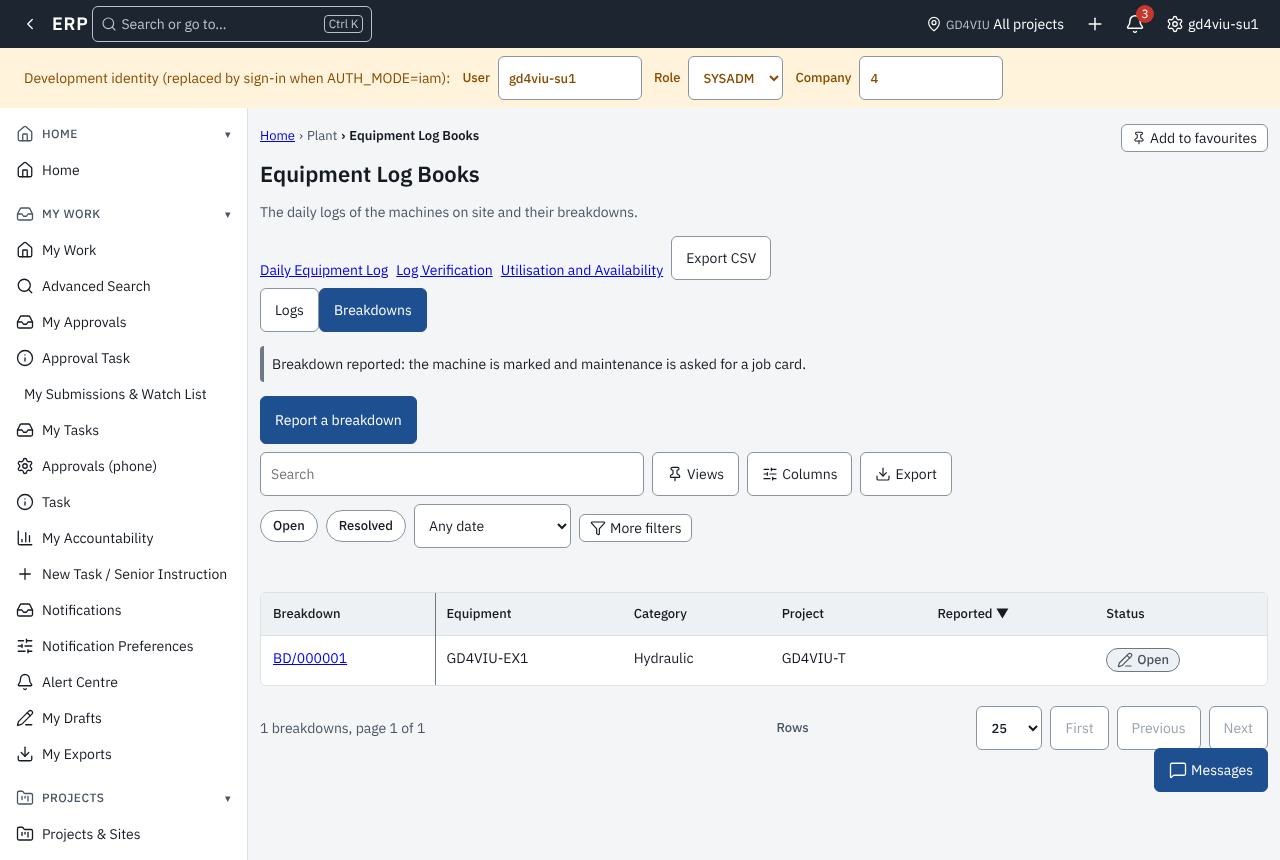 ERP Search or go to... Ctrl K GD4VIU All projects 3 gd4viu-su1
Development identity (replaced by sign-in when AUTH_MODE=iam): User gd4viu-su1 Role SYSADM Company 4
HOME
Home
MY WORK
My Work
Advanced Search
My Approvals
Approval Task
My Submissions & Watch List
My Tasks
Approvals (phone)
Task
My Accountability
New Task / Senior Instruction
Notifications
Notification Preferences
Alert Centre
My Drafts
My Exports
PROJECTS
Projects & Sites
Home › Plant › Equipment Log Books
Add to favourites
Equipment Log Books
The daily logs of the machines on site and their breakdowns.
Daily Equipment Log Log Verification Utilisation and Availability Export CSV
Logs Breakdowns
Breakdown reported: the machine is marked and maintenance is asked for a job card.
Report a breakdown
Search Views Columns Export
Open Resolved Any date More filters
Breakdown Equipment Category Project Reported ▼ Status
BD/000001 GD4VIU-EX1 Hydraulic GD4VIU-T Open
1 breakdowns, page 1 of 1 Rows 25 First Previous Next
Messages